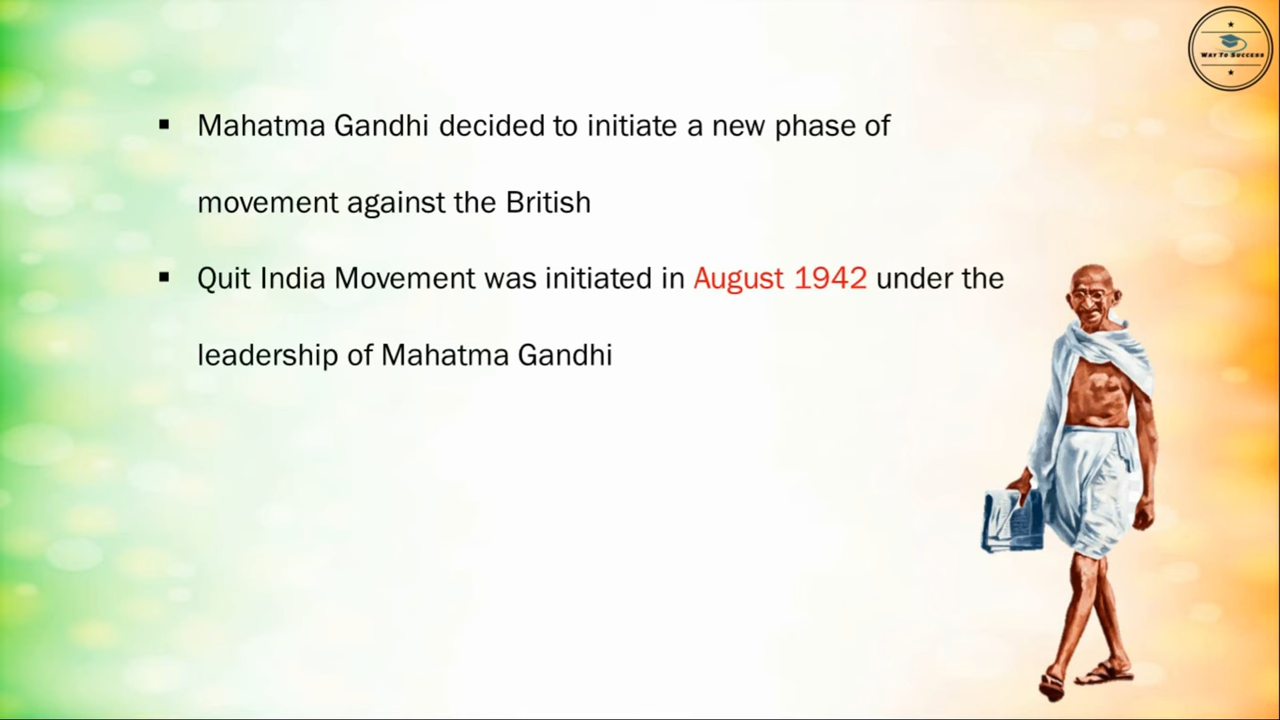 WAY TO SUCCESS
▪ Mahatma Gandhi decided to initiate a new phase of
movement against the British
▪ Quit India Movement was initiated in August 1942 under the
leadership of Mahatma Gandhi